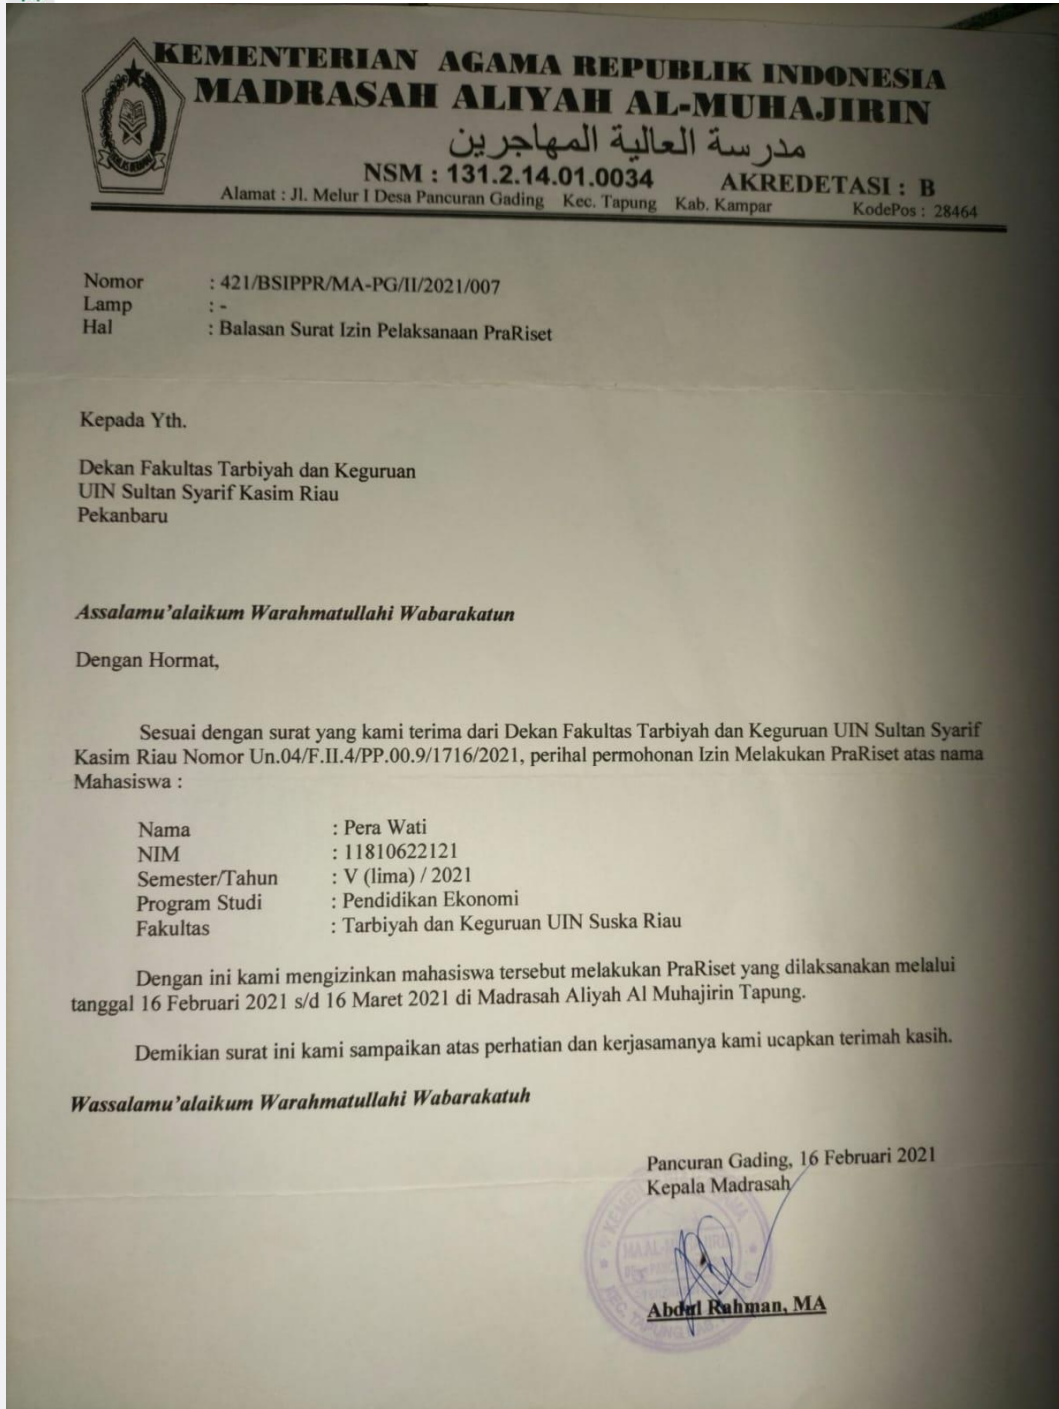 KEMENTERIAN AGAMA REPUBLIK INDONESIA
MADRASAH ALIYAH AL-MUHAJIRIN
مدرسة العالية المهاجرين
NSM : 131.2.14.01.0034 AKREDETASI : B
Alamat : Jl. Melur I Desa Pancuran Gading Kec. Tapung Kab. Kampar KodePos : 28464
Nomor : 421/BSIPPR/MA-PG/II/2021/007
Lamp : -
Hal : Balasan Surat Izin Pelaksanaan PraRiset
Kepada Yth.
Dekan Fakultas Tarbiyah dan Keguruan
UIN Sultan Syarif Kasim Riau
Pekanbaru
Assalamu'alaikum Warahmatullahi Wabarakatun
Dengan Hormat,
Sesuai dengan surat yang kami terima dari Dekan Fakultas Tarbiyah dan Keguruan UIN Sultan Syarif
Kasim Riau Nomor Un.04/F.II.4/PP.00.9/1716/2021, perihal permohonan Izin Melakukan PraRiset atas nama
Mahasiswa :
Nama : Pera Wati
NIM : 11810622121
Semester/Tahun : V (lima) / 2021
Program Studi : Pendidikan Ekonomi
Fakultas : Tarbiyah dan Keguruan UIN Suska Riau
Dengan ini kami mengizinkan mahasiswa tersebut melakukan PraRiset yang dilaksanakan melalui
tanggal 16 Februari 2021 s/d 16 Maret 2021 di Madrasah Aliyah Al Muhajirin Tapung.
Demikian surat ini kami sampaikan atas perhatian dan kerjasamanya kami ucapkan terimah kasih.
Wassalamu'alaikum Warahmatullahi Wabarakatuh
Pancuran Gading, 16 Februari 2021
Kepala Madrasah
Abdul Rahman, MA